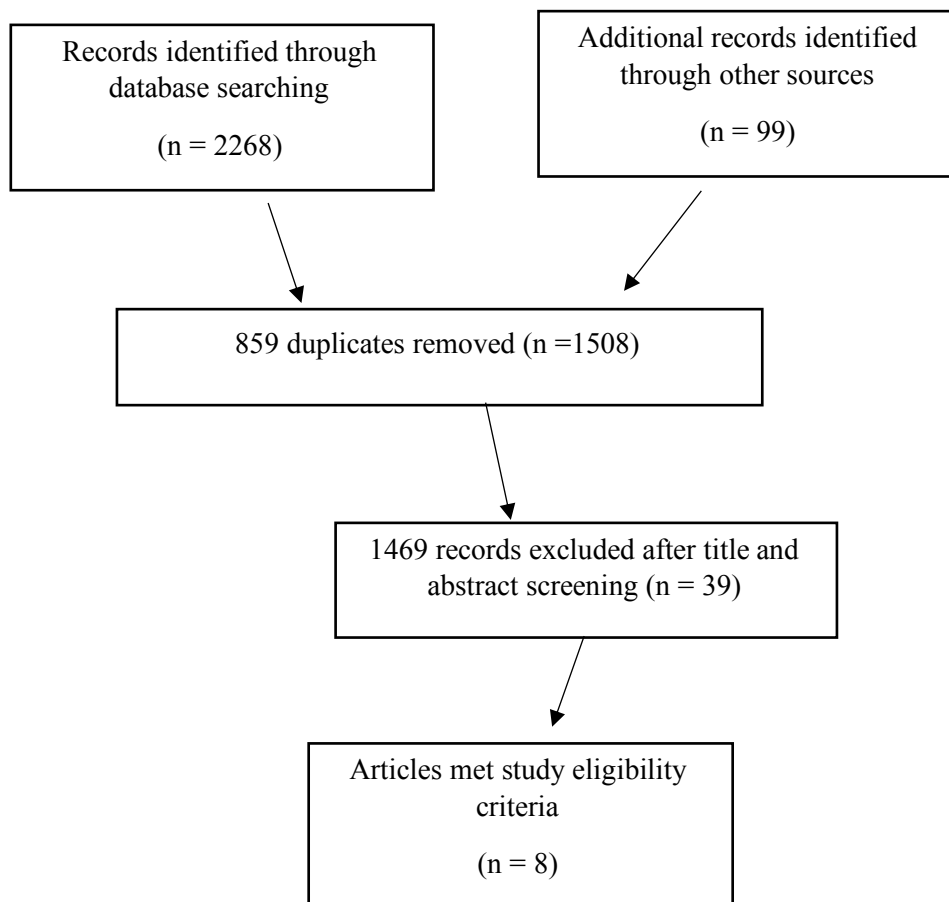 Records identified through
database searching
(n = 2268)
Additional records identified
through other sources
(n = 99)
859 duplicates removed (n =1508)
1469 records excluded after title and
abstract screening (n = 39)
Articles met study eligibility
criteria
(n = 8)